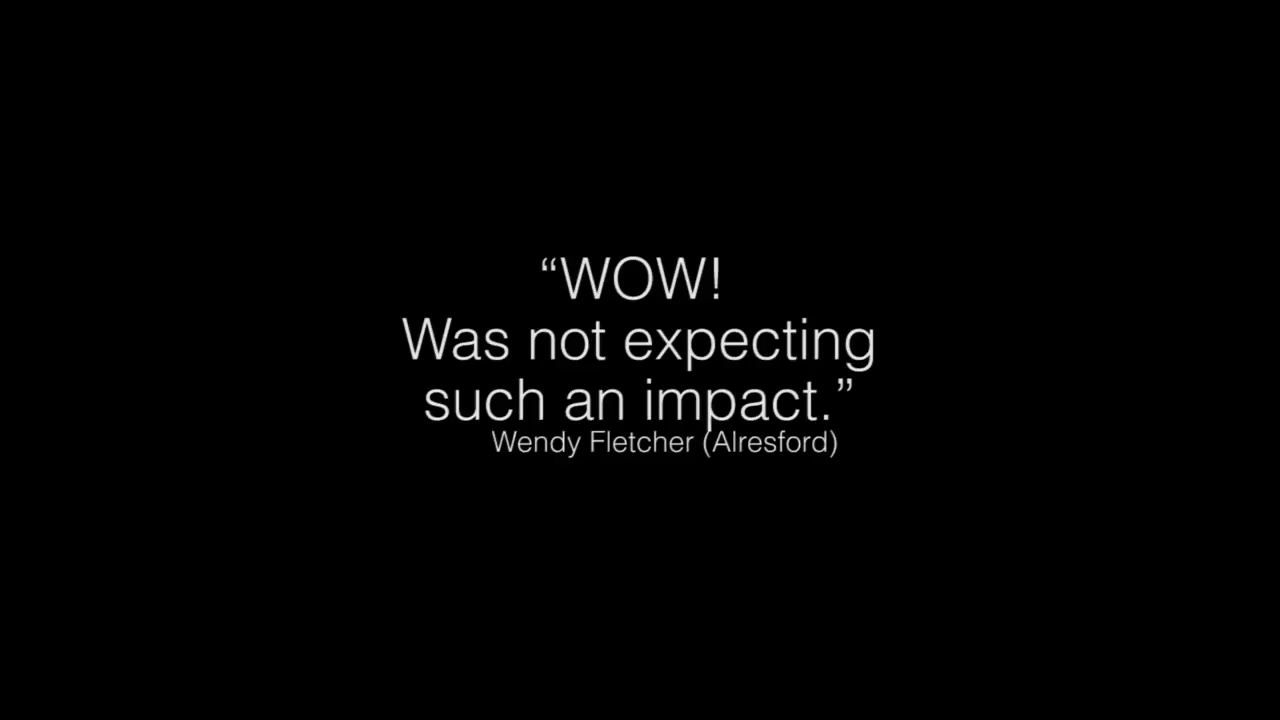 “WOW!
Was not expecting
such an impact.”
Wendy Fletcher (Alresford)